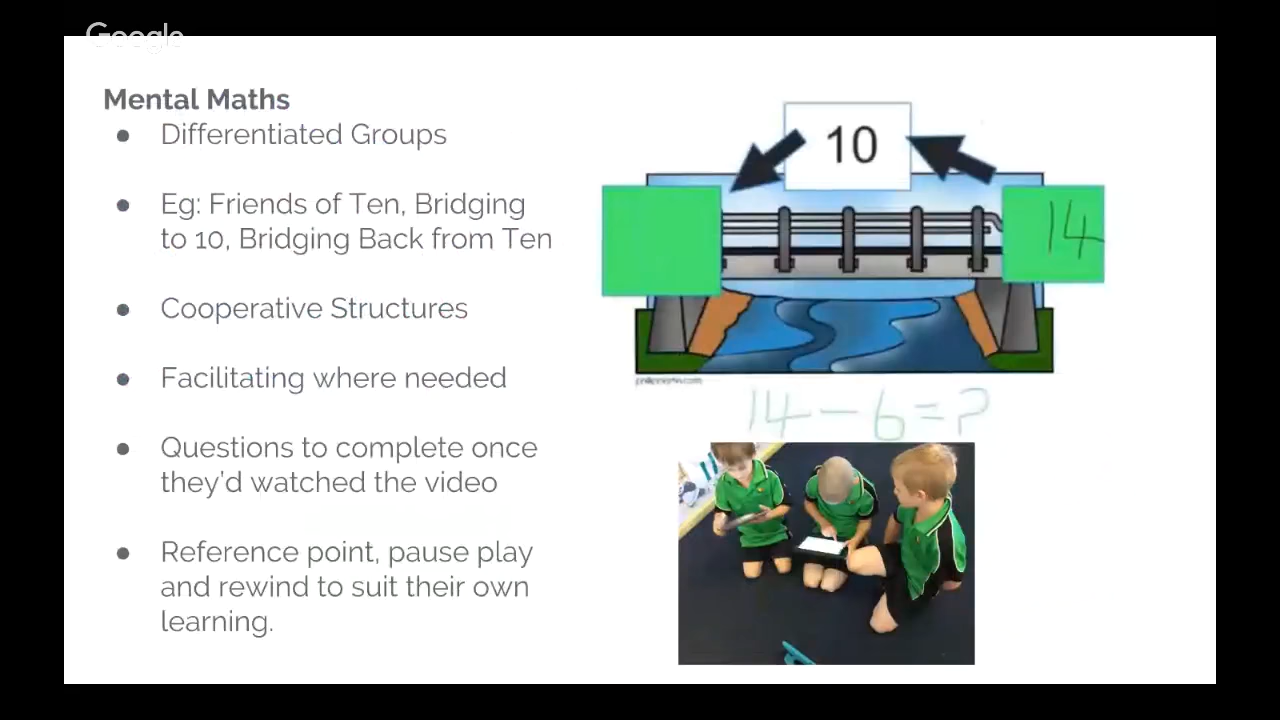 Google
Mental Maths
● Differentiated Groups
● Eg: Friends of Ten, Bridging
to 10, Bridging Back from Ten
● Cooperative Structures
● Facilitating where needed
● Questions to complete once
they'd watched the video
● Reference point, pause play
and rewind to suit their own
learning.
10
14
philipmartin.com
14 - 6 = ?